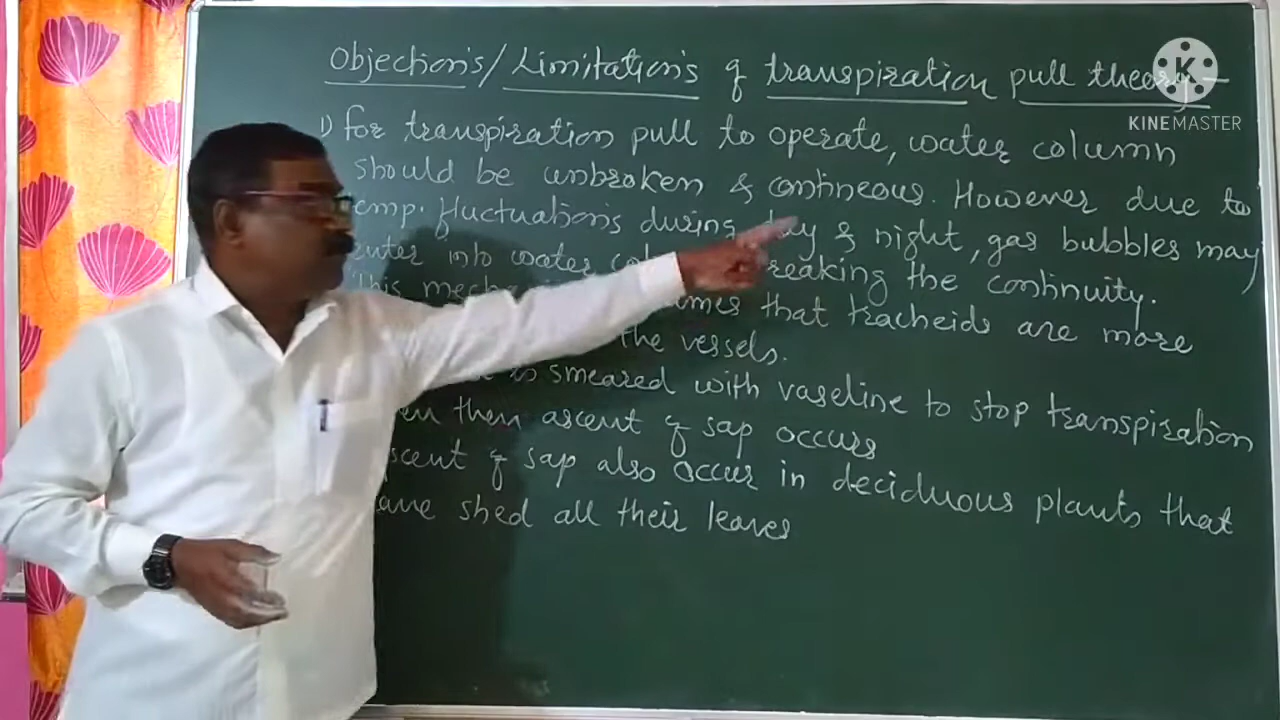 Objections/Limitations of transpiration pull theory -
1) For transpiration pull to operate, water column
should be unbroken & contineous. However due to
temp. fluctuations during day & night, gas bubbles may
enter into water breaking the continuity.
This that tracheids are more
the vessels.
is smeared with vaseline to stop transpiration
then ascent of sap occurs
ascent of sap also occur in deciduous plants that
have shed all their leaves
KINEMASTER